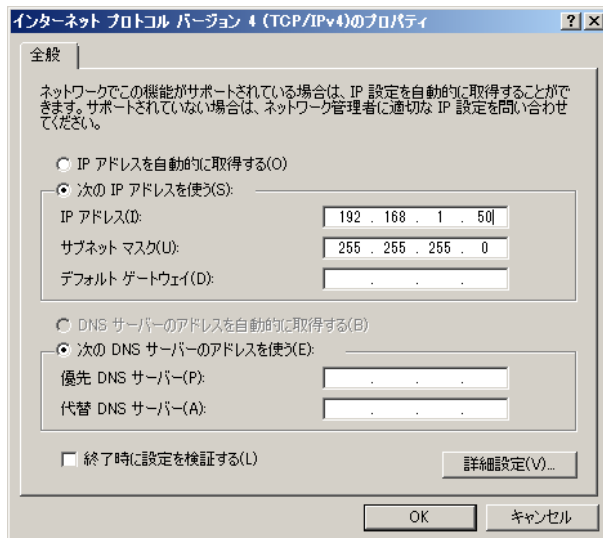 インターネット プロトコル バージョン 4 (TCP/IPv4)のプロパティ
全般
ネットワークでこの機能がサポートされている場合は、IP 設定を自動的に取得することがで
きます。サポートされていない場合は、ネットワーク管理者に適切な IP 設定を問い合わせ
てください。
IP アドレスを自動的に取得する(O)
次の IP アドレスを使う(S):
IP アドレス(I): 192 . 168 . 1 . 50
サブネット マスク(U): 255 . 255 . 255 . 0
デフォルト ゲートウェイ(D): . . .
DNS サーバーのアドレスを自動的に取得する(B)
次の DNS サーバーのアドレスを使う(E):
優先 DNS サーバー(P): . . .
代替 DNS サーバー(A): . . .
終了時に設定を検証する(L)
詳細設定(V)...
OK キャンセル